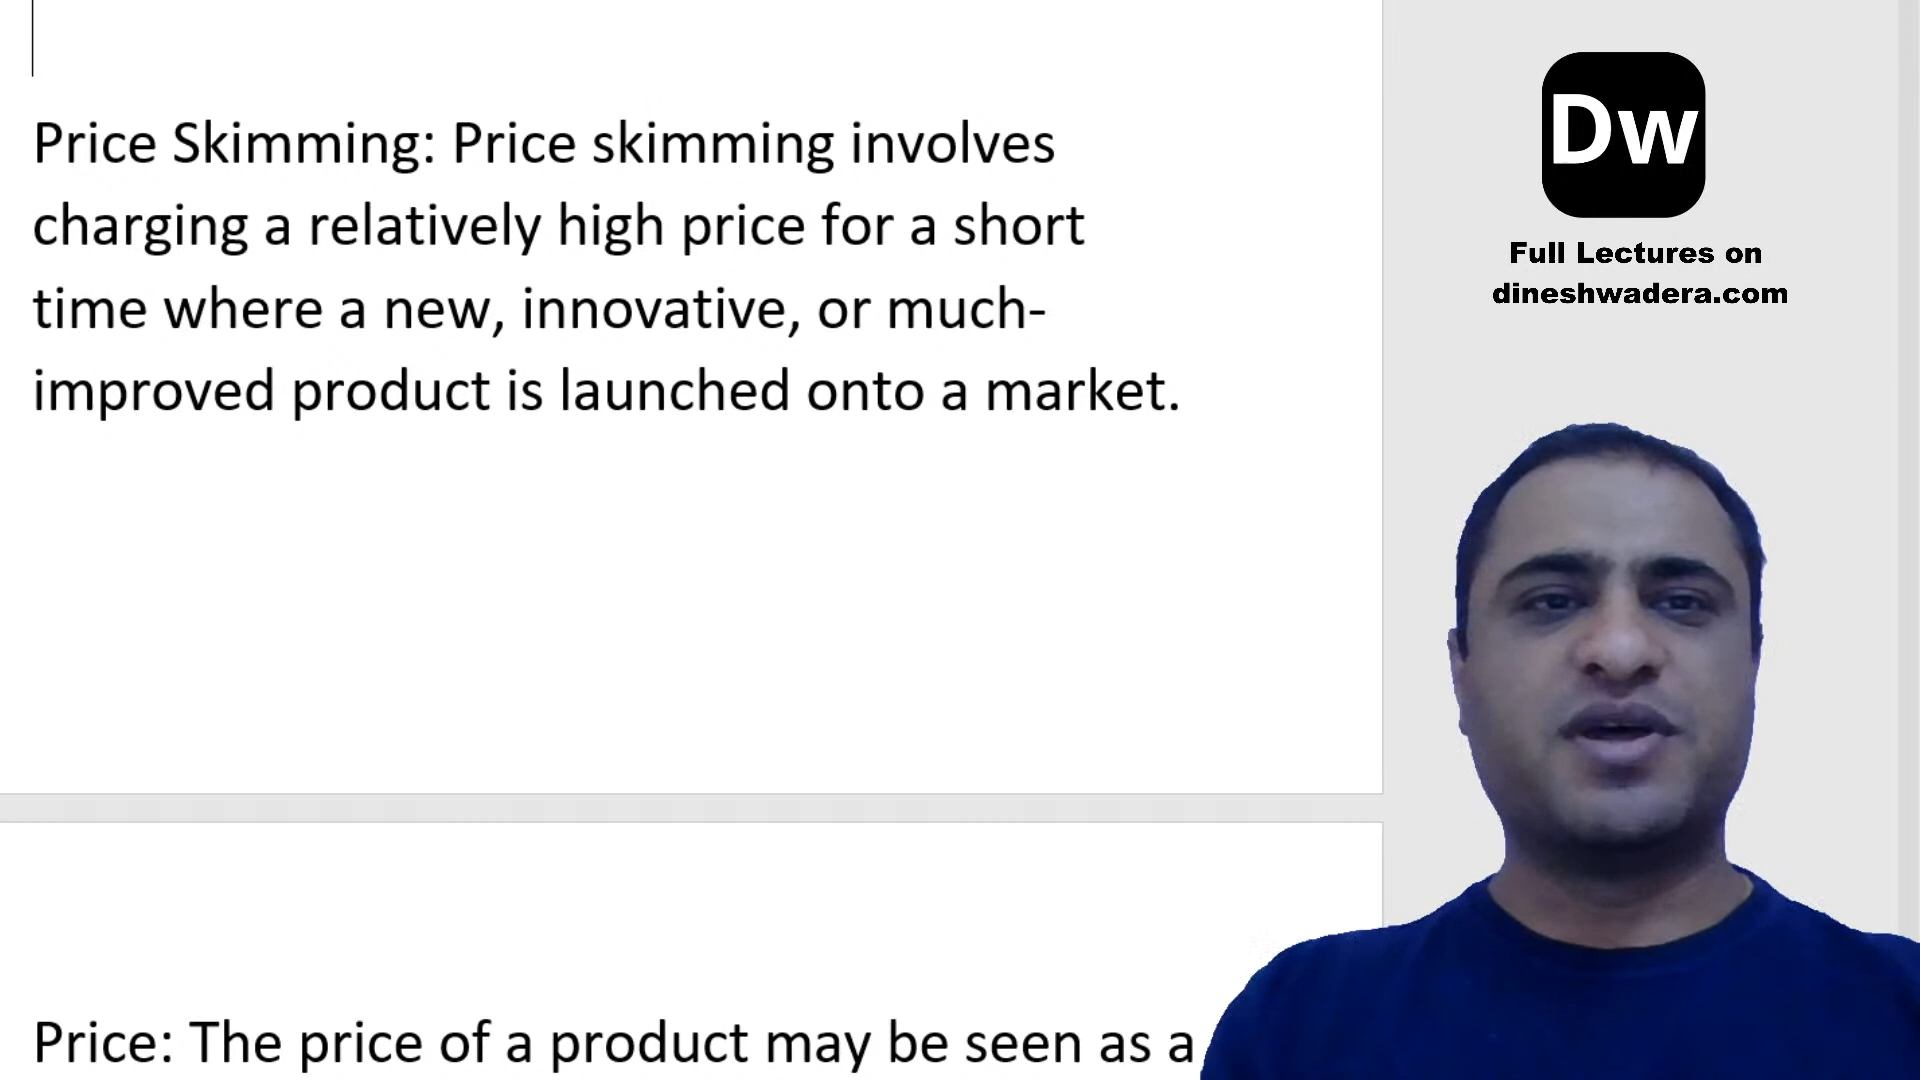 Price Skimming: Price skimming involves
charging a relatively high price for a short
time where a new, innovative, or much-
improved product is launched onto a market.
Price: The price of a product may be seen as a
Dw
Full Lectures on
dineshwadera.com